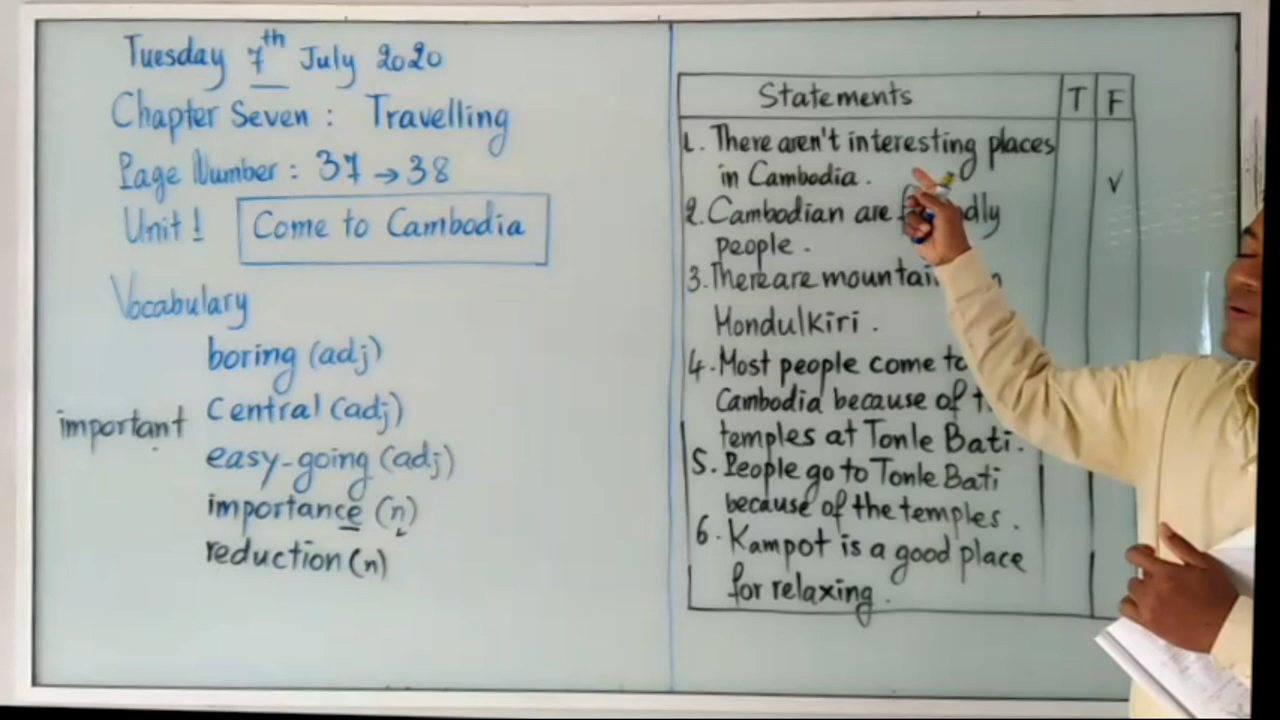 Tuesday 7th July 2020
Chapter Seven : Travelling
Page Number : 37 → 38
Unit 1
Come to Cambodia
Vocabulary
boring (adj)
important Central (adj)
easy-going (adj)
importance (n)
reduction (n)
Statements T F
1. There aren't interesting places
in Cambodia . ✓
2. Cambodian are
people .
3. There are
Mondulkiri .
4. Most people come to
Cambodia because of
temples at Tonle Bati.
5. People go to Tonle Bati
because of the temples .
6. Kampot is a good place
for relaxing .